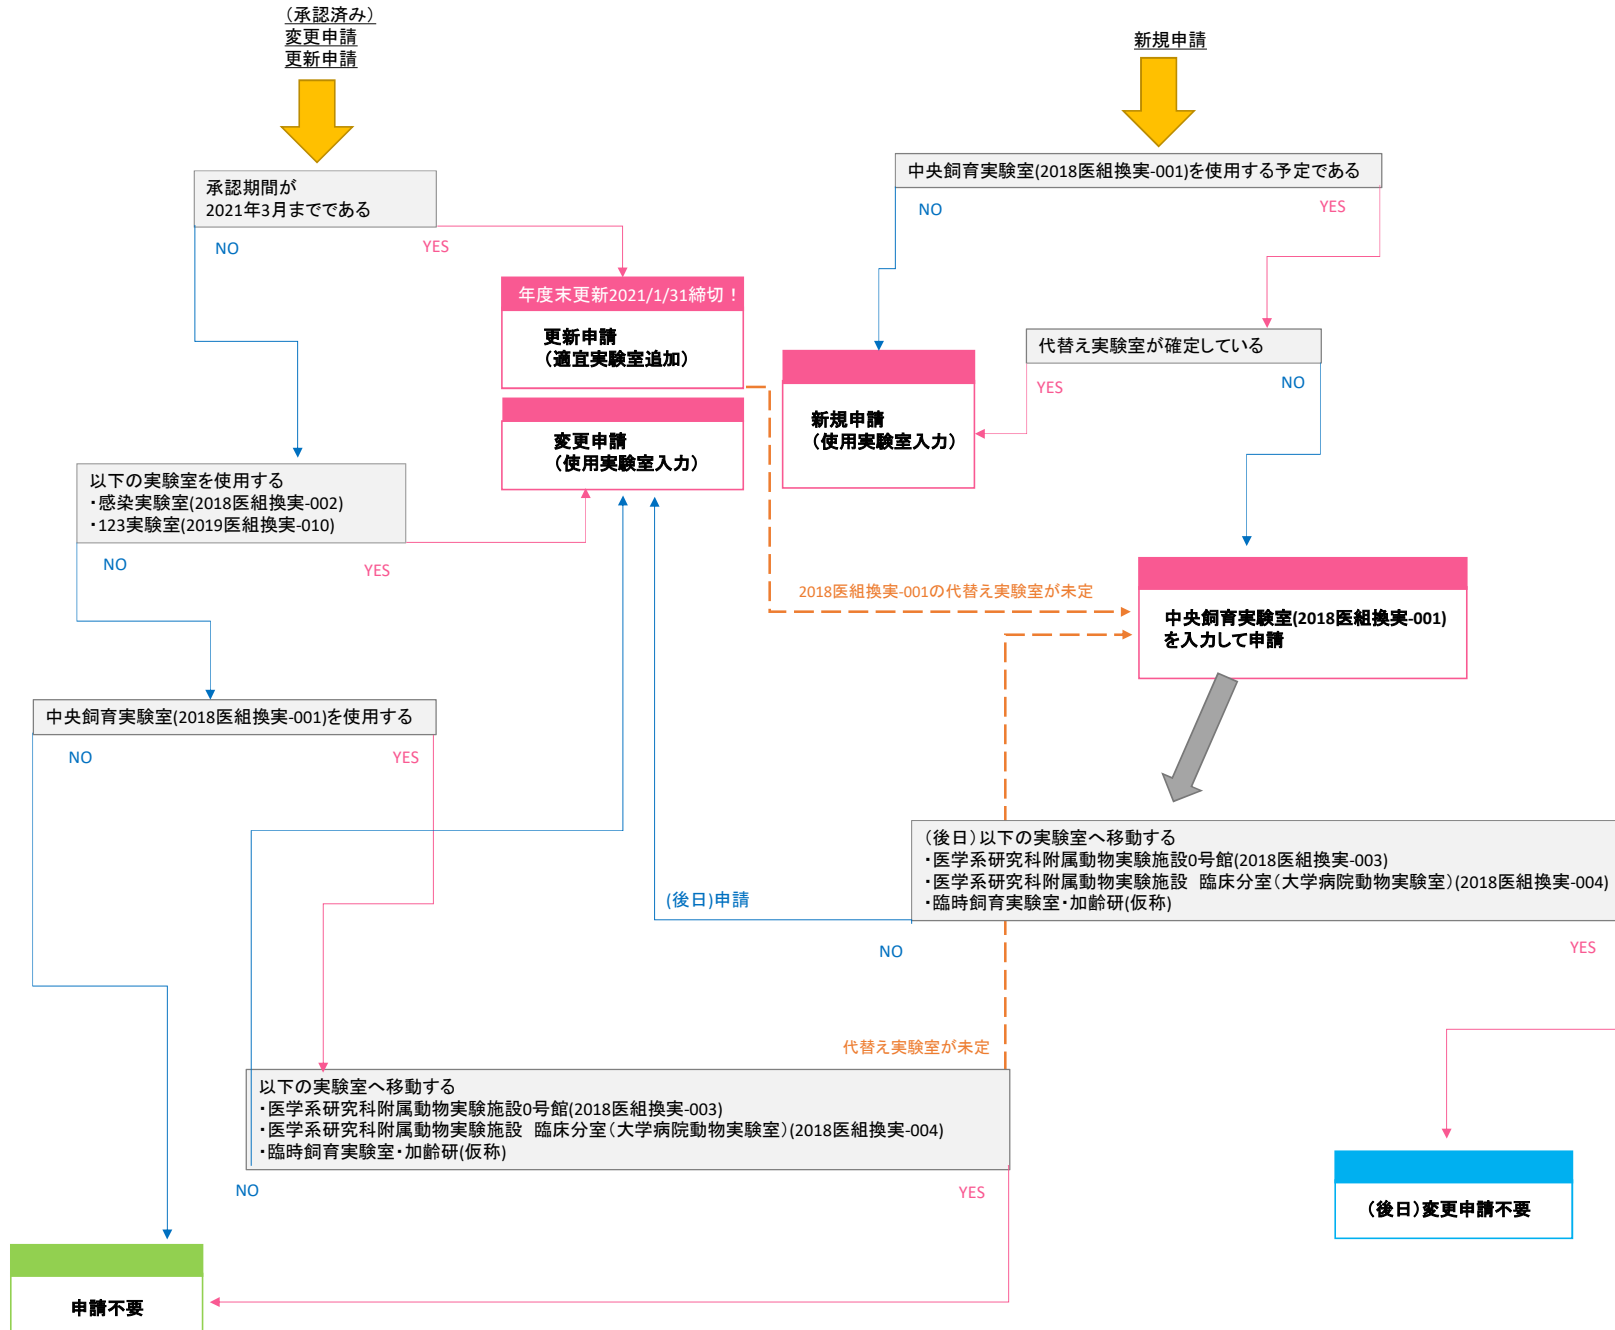 (承認済み)
変更申請
更新申請
新規申請
承認期間が
2021年3月までである
NO
YES
年度末更新2021/1/31締切！
更新申請
（適宜実験室追加）
変更申請
（使用実験室入力）
以下の実験室を使用する
・感染実験室(2018医組換実-002)
・123実験室(2019医組換実-010)
NO
YES
中央飼育実験室(2018医組換実-001)を使用する
NO
YES
以下の実験室へ移動する
・医学系研究科附属動物実験施設0号館(2018医組換実-003)
・医学系研究科附属動物実験施設　臨床分室（大学病院動物実験室）(2018医組換実-004)
・臨時飼育実験室・加齢研(仮称)
NO
YES
申請不要
中央飼育実験室(2018医組換実-001)を使用する予定である
NO
YES
代替え実験室が確定している
YES
NO
新規申請
（使用実験室入力）
2018医組換実-001の代替え実験室が未定
中央飼育実験室(2018医組換実-001)
を入力して申請
（後日）以下の実験室へ移動する
・医学系研究科附属動物実験施設0号館(2018医組換実-003)
・医学系研究科附属動物実験施設　臨床分室（大学病院動物実験室）(2018医組換実-004)
・臨時飼育実験室・加齢研(仮称)
(後日)申請
NO
YES
代替え実験室が未定
（後日）変更申請不要